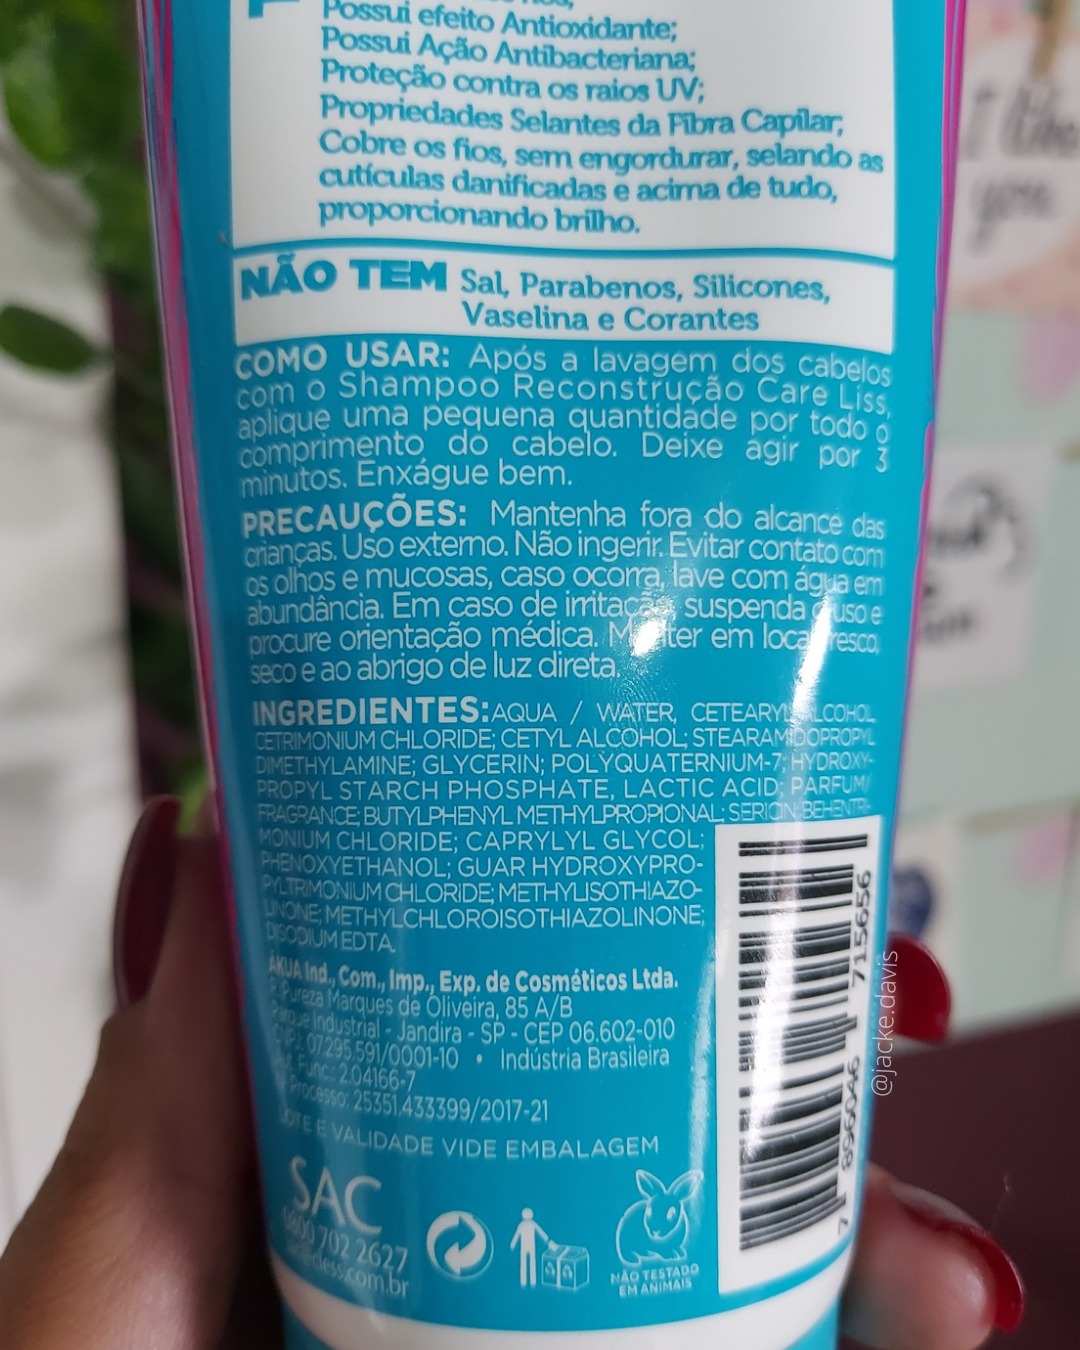 Possui efeito Antioxidante;
Possui Ação Antibacteriana;
Proteção contra os raios UV;
Propriedades Selantes da Fibra Capilar;
Cobre os fios, sem engordurar, selando as
cutículas danificadas e acima de tudo,
proporcionando brilho.
NÃO TEM Sal, Parabenos, Silicones,
Vaselina e Corantes
COMO USAR: Após a lavagem dos cabelos
com o Shampoo Reconstrução Care Liss,
aplique uma pequena quantidade por todo o
comprimento do cabelo. Deixe agir por 3
minutos. Enxágue bem.
PRECAUÇÕES: Mantenha fora do alcance das
crianças. Uso externo. Não ingerir. Evitar contato com
os olhos e mucosas, caso ocorra, lave com água em
abundância. Em caso de irritação, suspenda o uso e
procure orientação médica. Manter em local fresco,
seco e ao abrigo de luz direta.
INGREDIENTES: AQUA / WATER, CETEARYL ALCOHOL
CETRIMONIUM CHLORIDE; CETYL ALCOHOL; STEARAMIDOPROPYL
DIMETHYLAMINE; GLYCERIN; POLYQUATERNIUM-7; HYDROXY-
PROPYL STARCH PHOSPHATE, LACTIC ACID; PARFUM/
FRAGRANCE; BUTYLPHENYL METHYLPROPIONAL; SERICIN; BEHENTRI-
MONIUM CHLORIDE; CAPRYLYL GLYCOL;
PHENOXYETHANOL; GUAR HYDROXYPRO-
PYLTRIMONIUM CHLORIDE; METHYLISOTHIAZO-
LINONE; METHYLCHLOROISOTHIAZOLINONE;
DISODIUM EDTA.
AKUA Ind., Com., Imp., Exp. de Cosméticos Ltda.
R. Pureza Marques de Oliveira, 85 A/B
Parque Industrial - Jandira - SP - CEP 06.602-010
CNPJ: 07.295.591/0001-10 • Indústria Brasileira
Func.: 2.04166-7
Processo: 25351.433399/2017-21
LOTE E VALIDADE VIDE EMBALAGEM
SAC
0800 702 2627
cless.com.br
NÃO TESTADO
EM ANIMAIS
7 896046 715656
@jacke.davis
I like
you